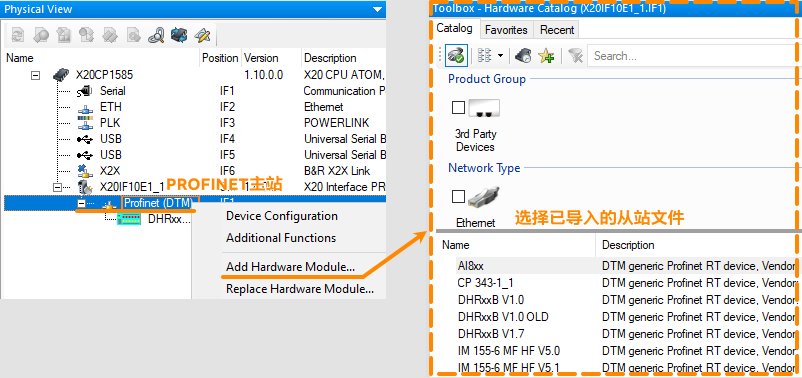 Physical View
Name Position Version Description
X20CP1585 1.10.0.0 X20 CPU ATOM,
Serial IF1 Communication P
ETH IF2 Ethernet
PLK IF3 POWERLINK
USB IF4 Universal Serial B
USB IF5 Universal Serial B
X2X IF6 B&R X2X Link
X20IF10E1_1 X20 Interface PR
PROFINET主站
Profinet (DTM) IF1
DHRxx...
Device Configuration
Additional Functions
Add Hardware Module...
Replace Hardware Module...
Toolbox - Hardware Catalog (X20IF10E1_1.IF1)
Catalog Favorites Recent
Search...
Product Group
3rd Party
Devices
Network Type
Ethernet
选择已导入的从站文件
Name Description
AI8xx DTM generic Profinet RT device, Vendor
CP 343-1_1 DTM generic Profinet RT device, Vendor
DHRxxB V1.0 DTM generic Profinet RT device, Vendor
DHRxxB V1.0 OLD DTM generic Profinet RT device, Vendor
DHRxxB V1.7 DTM generic Profinet RT device, Vendor
IM 155-6 MF HF V5.0 DTM generic Profinet RT device, Vendor
IM 155-6 MF HF V5.1 DTM generic Profinet RT device, Vendor